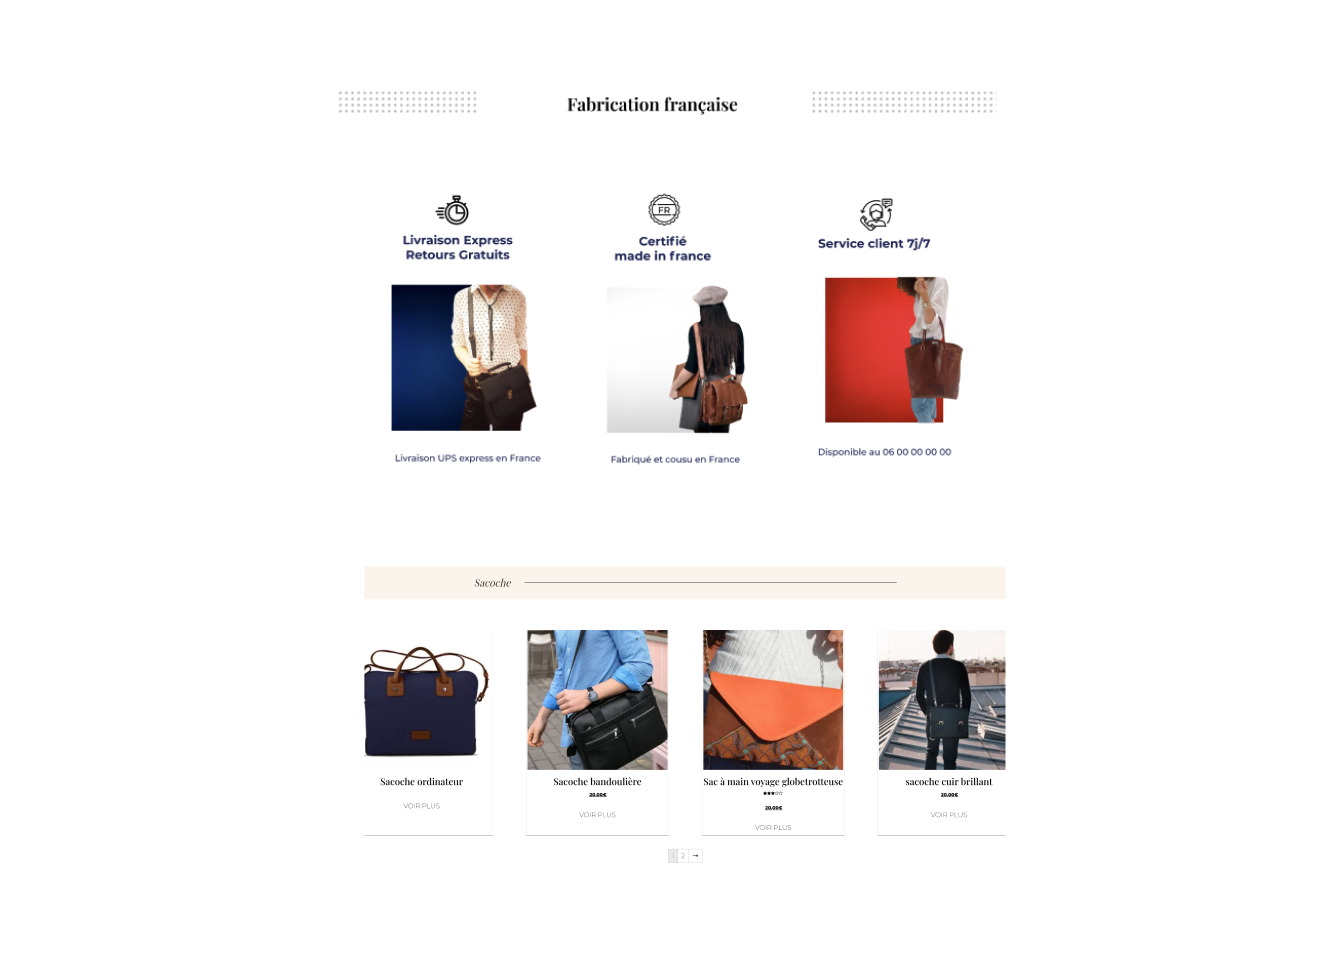 Fabrication française
Livraison Express
Retours Gratuits
FR
Certifié
made in france
Service client 7j/7
Livraison UPS express en France
Fabriqué et cousu en France
Disponible au 06 00 00 00 00
Sacoche
Sacoche ordinateur
VOIR PLUS
Sacoche bandoulière
20.00€
VOIR PLUS
Sac à main voyage globetrotteuse
20.00€
VOIR PLUS
sacoche cuir brillant
20.00€
VOIR PLUS
1 2 →